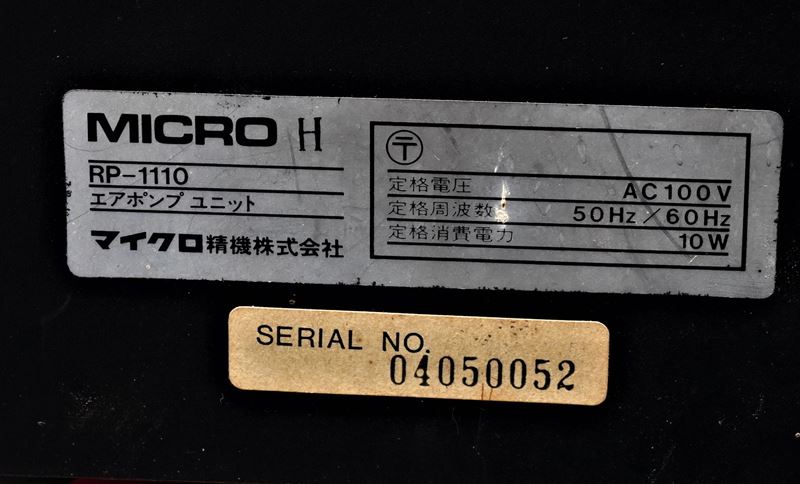 MICRO H
RP-1110
エアポンプ ユニット
マイクロ精機株式会社
〒
定格電圧 AC100V
定格周波数 50Hz/60Hz
定格消費電力 10W
SERIAL NO.
04050052